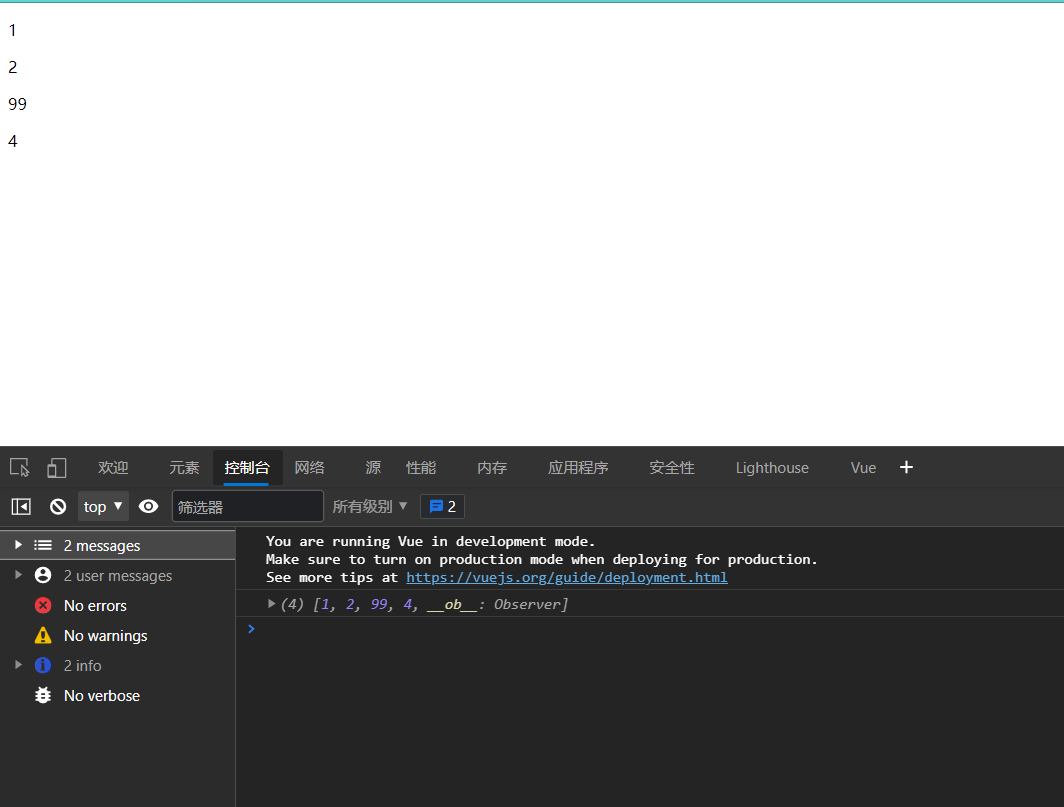 1
2
99
4
欢迎 元素 控制台 网络 源 性能 内存 应用程序 安全性 Lighthouse Vue +
top ▼ 筛选器 所有级别 ▼ 2
2 messages
2 user messages
No errors
No warnings
2 info
No verbose
You are running Vue in development mode.
Make sure to turn on production mode when deploying for production.
See more tips at https://vuejs.org/guide/deployment.html
(4) [1, 2, 99, 4, __ob__: Observer]